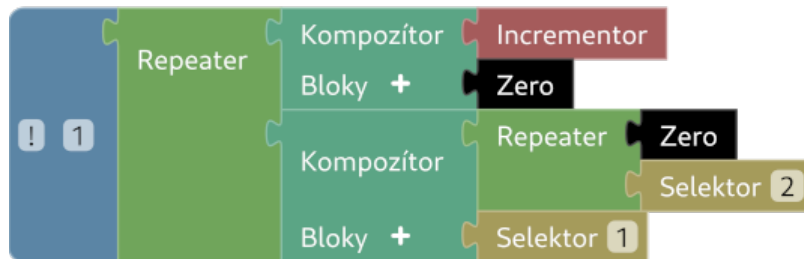 Kompozítor Incrementor
Repeater
Bloky + Zero
! 1
Repeater Zero
Kompozítor
Selektor 2
Bloky + Selektor 1